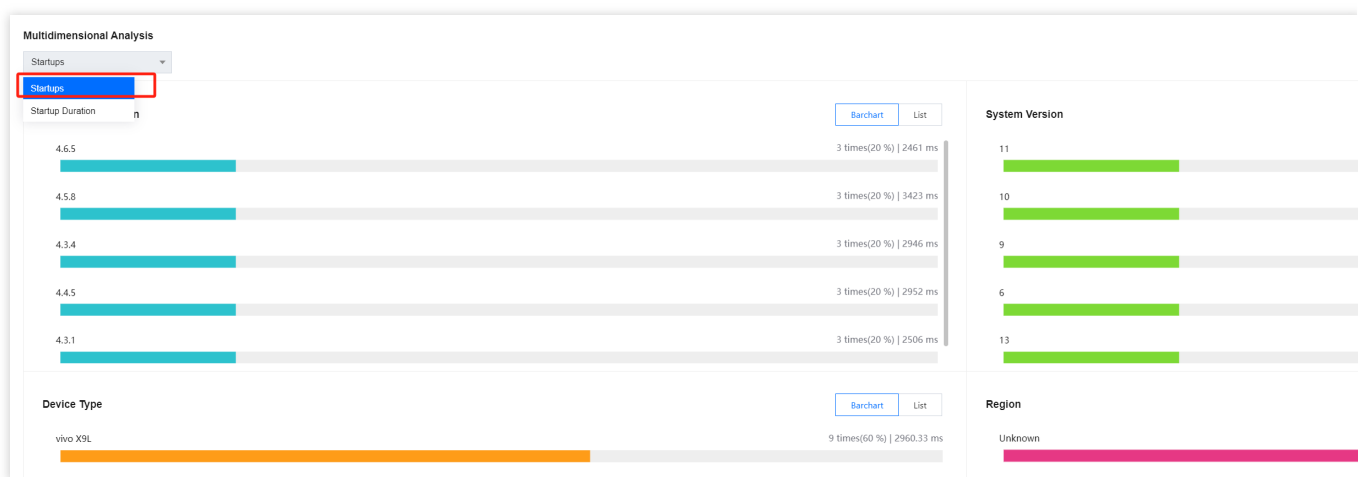 Multidimensional Analysis
Startups
Startups
Startup Duration
n
Barchart
List
System Version
4.6.5
3 times(20 %) | 2461 ms
11
4.5.8
3 times(20 %) | 3423 ms
10
4.3.4
3 times(20 %) | 2946 ms
9
4.4.5
3 times(20 %) | 2952 ms
6
4.3.1
3 times(20 %) | 2506 ms
13
Device Type
Barchart
List
Region
vivo X9L
9 times(60 %) | 2960.33 ms
Unknown